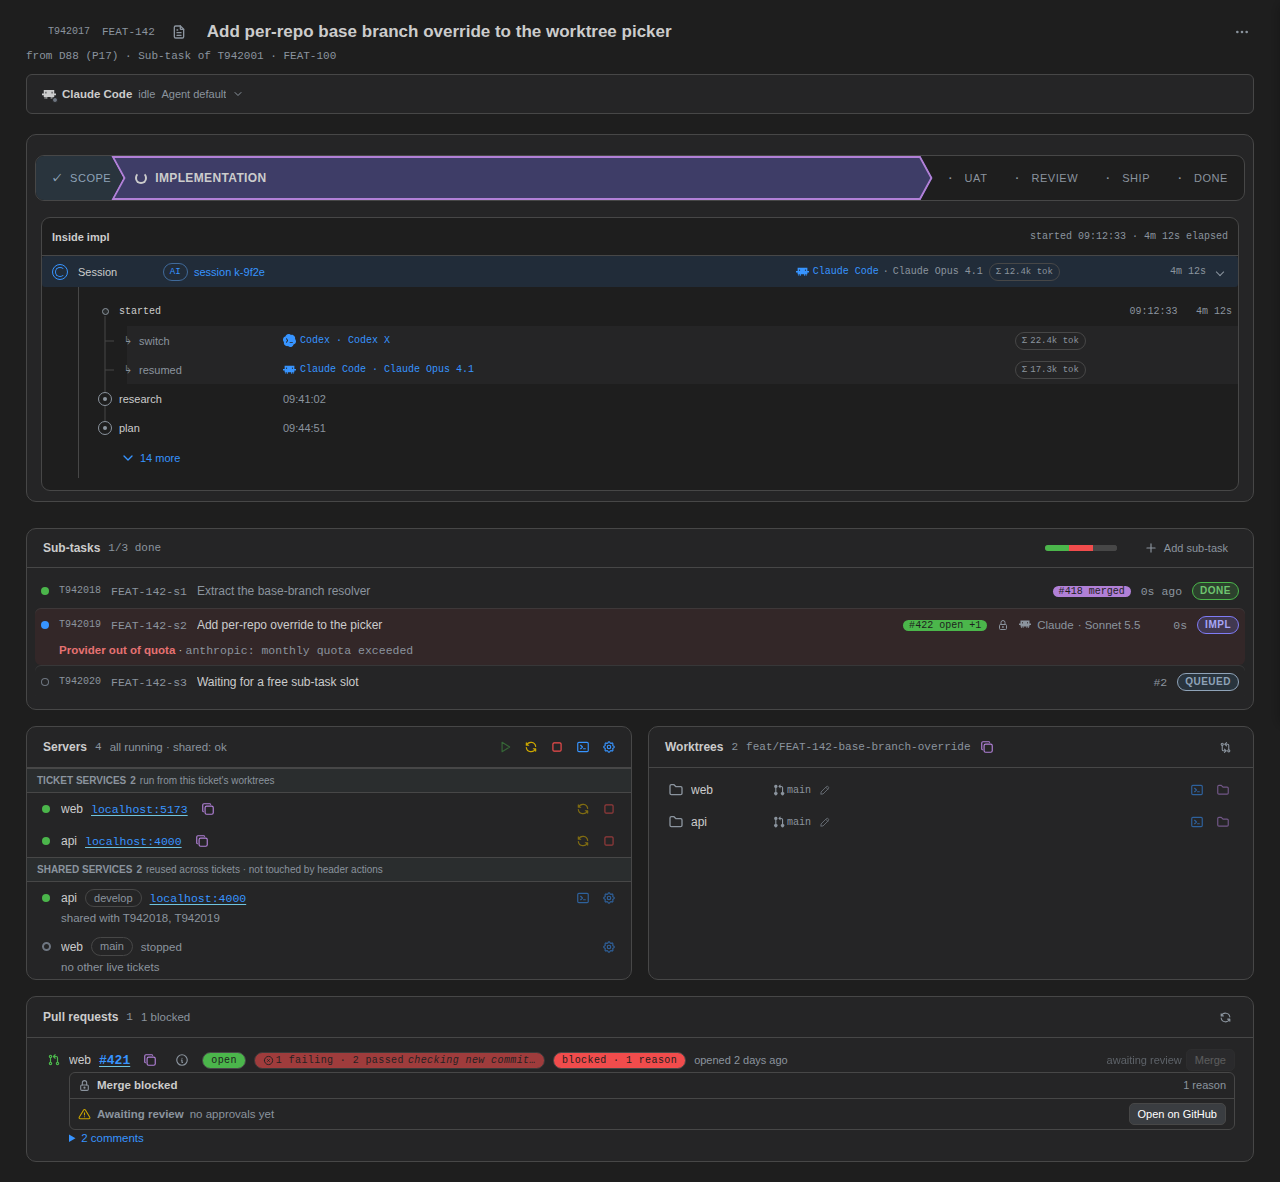 T942017 FEAT-142 Add per-repo base branch override to the worktree picker
from D88 (P17) · Sub-task of T942001 · FEAT-100
Claude Code idle Agent default
SCOPE IMPLEMENTATION · UAT · REVIEW · SHIP · DONE
Inside impl started 09:12:33 · 4m 12s elapsed
Session AI session k-9f2e Claude Code · Claude Opus 4.1 Σ 12.4k tok 4m 12s
started 09:12:33 4m 12s
↳ switch Codex · Codex X Σ 22.4k tok
↳ resumed Claude Code · Claude Opus 4.1 Σ 17.3k tok
research 09:41:02
plan 09:44:51
14 more
Sub-tasks 1/3 done Add sub-task
T942018 FEAT-142-s1 Extract the base-branch resolver #418 merged 0s ago DONE
T942019 FEAT-142-s2 Add per-repo override to the picker #422 open +1 Claude · Sonnet 5.5 0s IMPL
Provider out of quota · anthropic: monthly quota exceeded
T942020 FEAT-142-s3 Waiting for a free sub-task slot #2 QUEUED
Servers 4 all running · shared: ok
TICKET SERVICES 2 run from this ticket's worktrees
web localhost:5173
api localhost:4000
SHARED SERVICES 2 reused across tickets · not touched by header actions
api develop localhost:4000
shared with T942018, T942019
web main stopped
no other live tickets
Worktrees 2 feat/FEAT-142-base-branch-override
web main
api main
Pull requests 1 1 blocked
web #421 open 1 failing · 2 passed checking new commit… blocked · 1 reason opened 2 days ago awaiting review Merge
Merge blocked 1 reason
Awaiting review no approvals yet Open on GitHub
2 comments